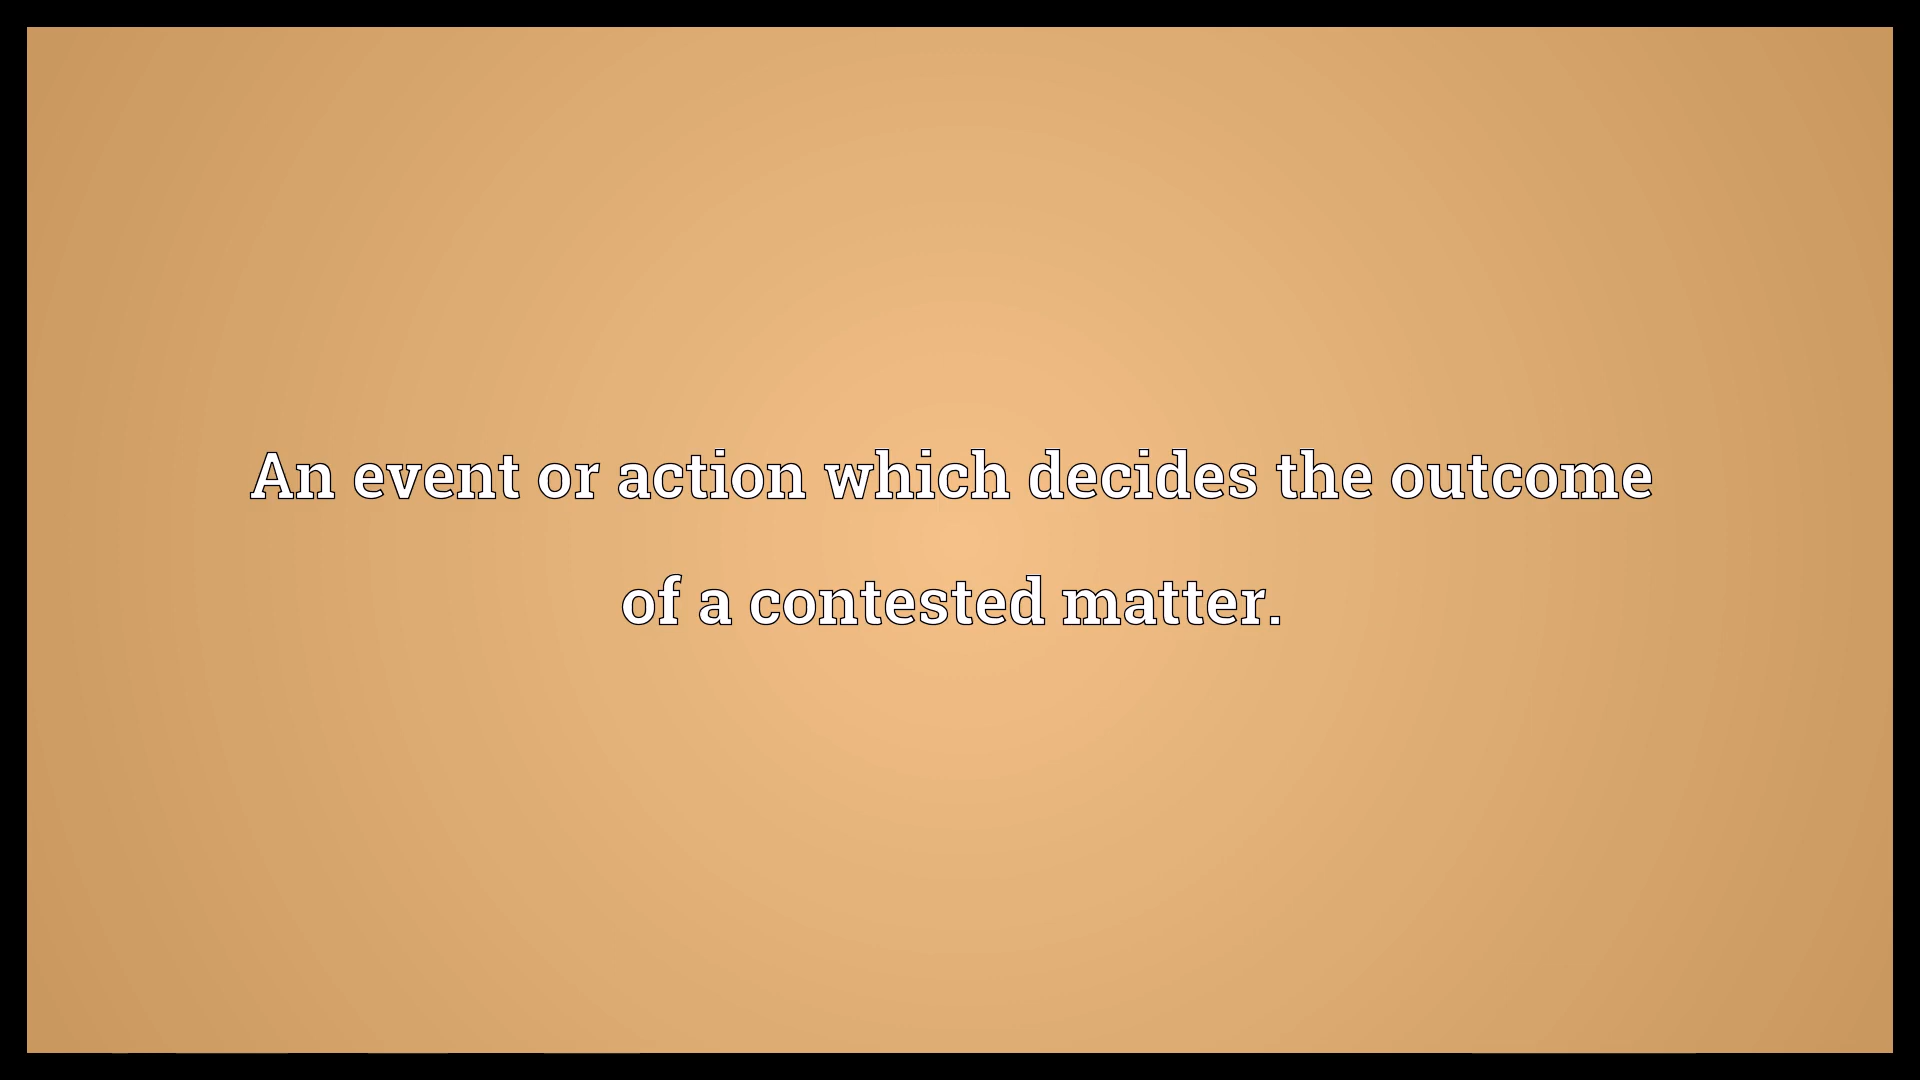 An event or action which decides the outcome
of a contested matter.